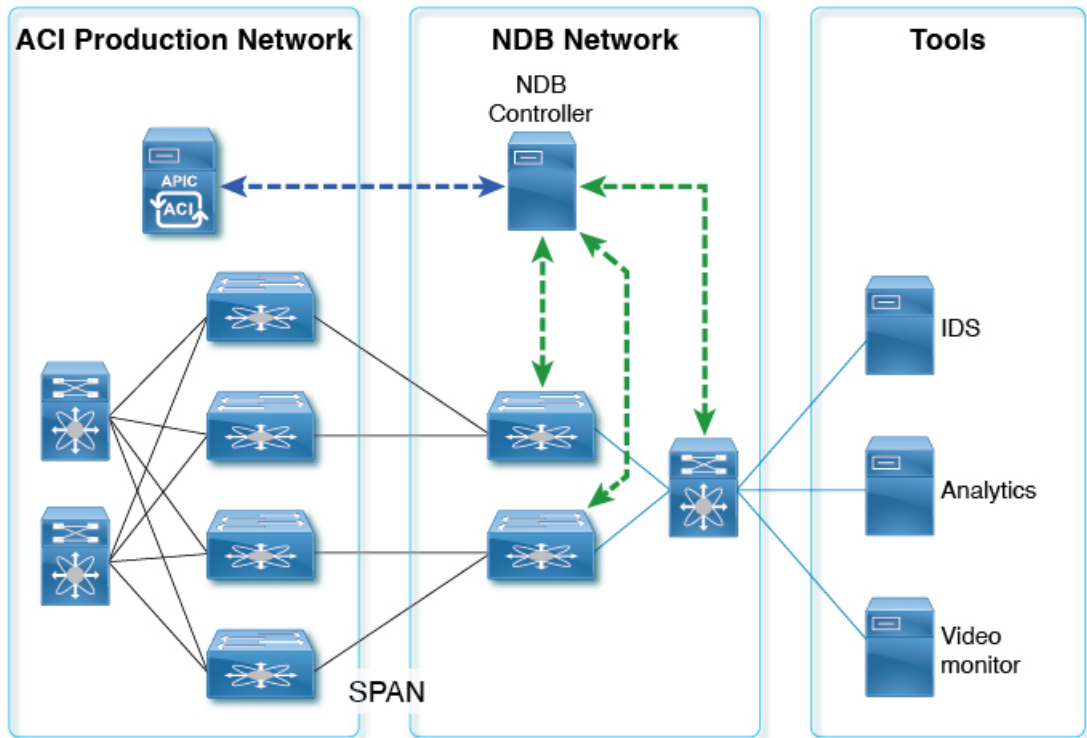 ACI Production Network
NDB Network
Tools
NDB
Controller
APIC
ACI
IDS
Analytics
Video
monitor
SPAN